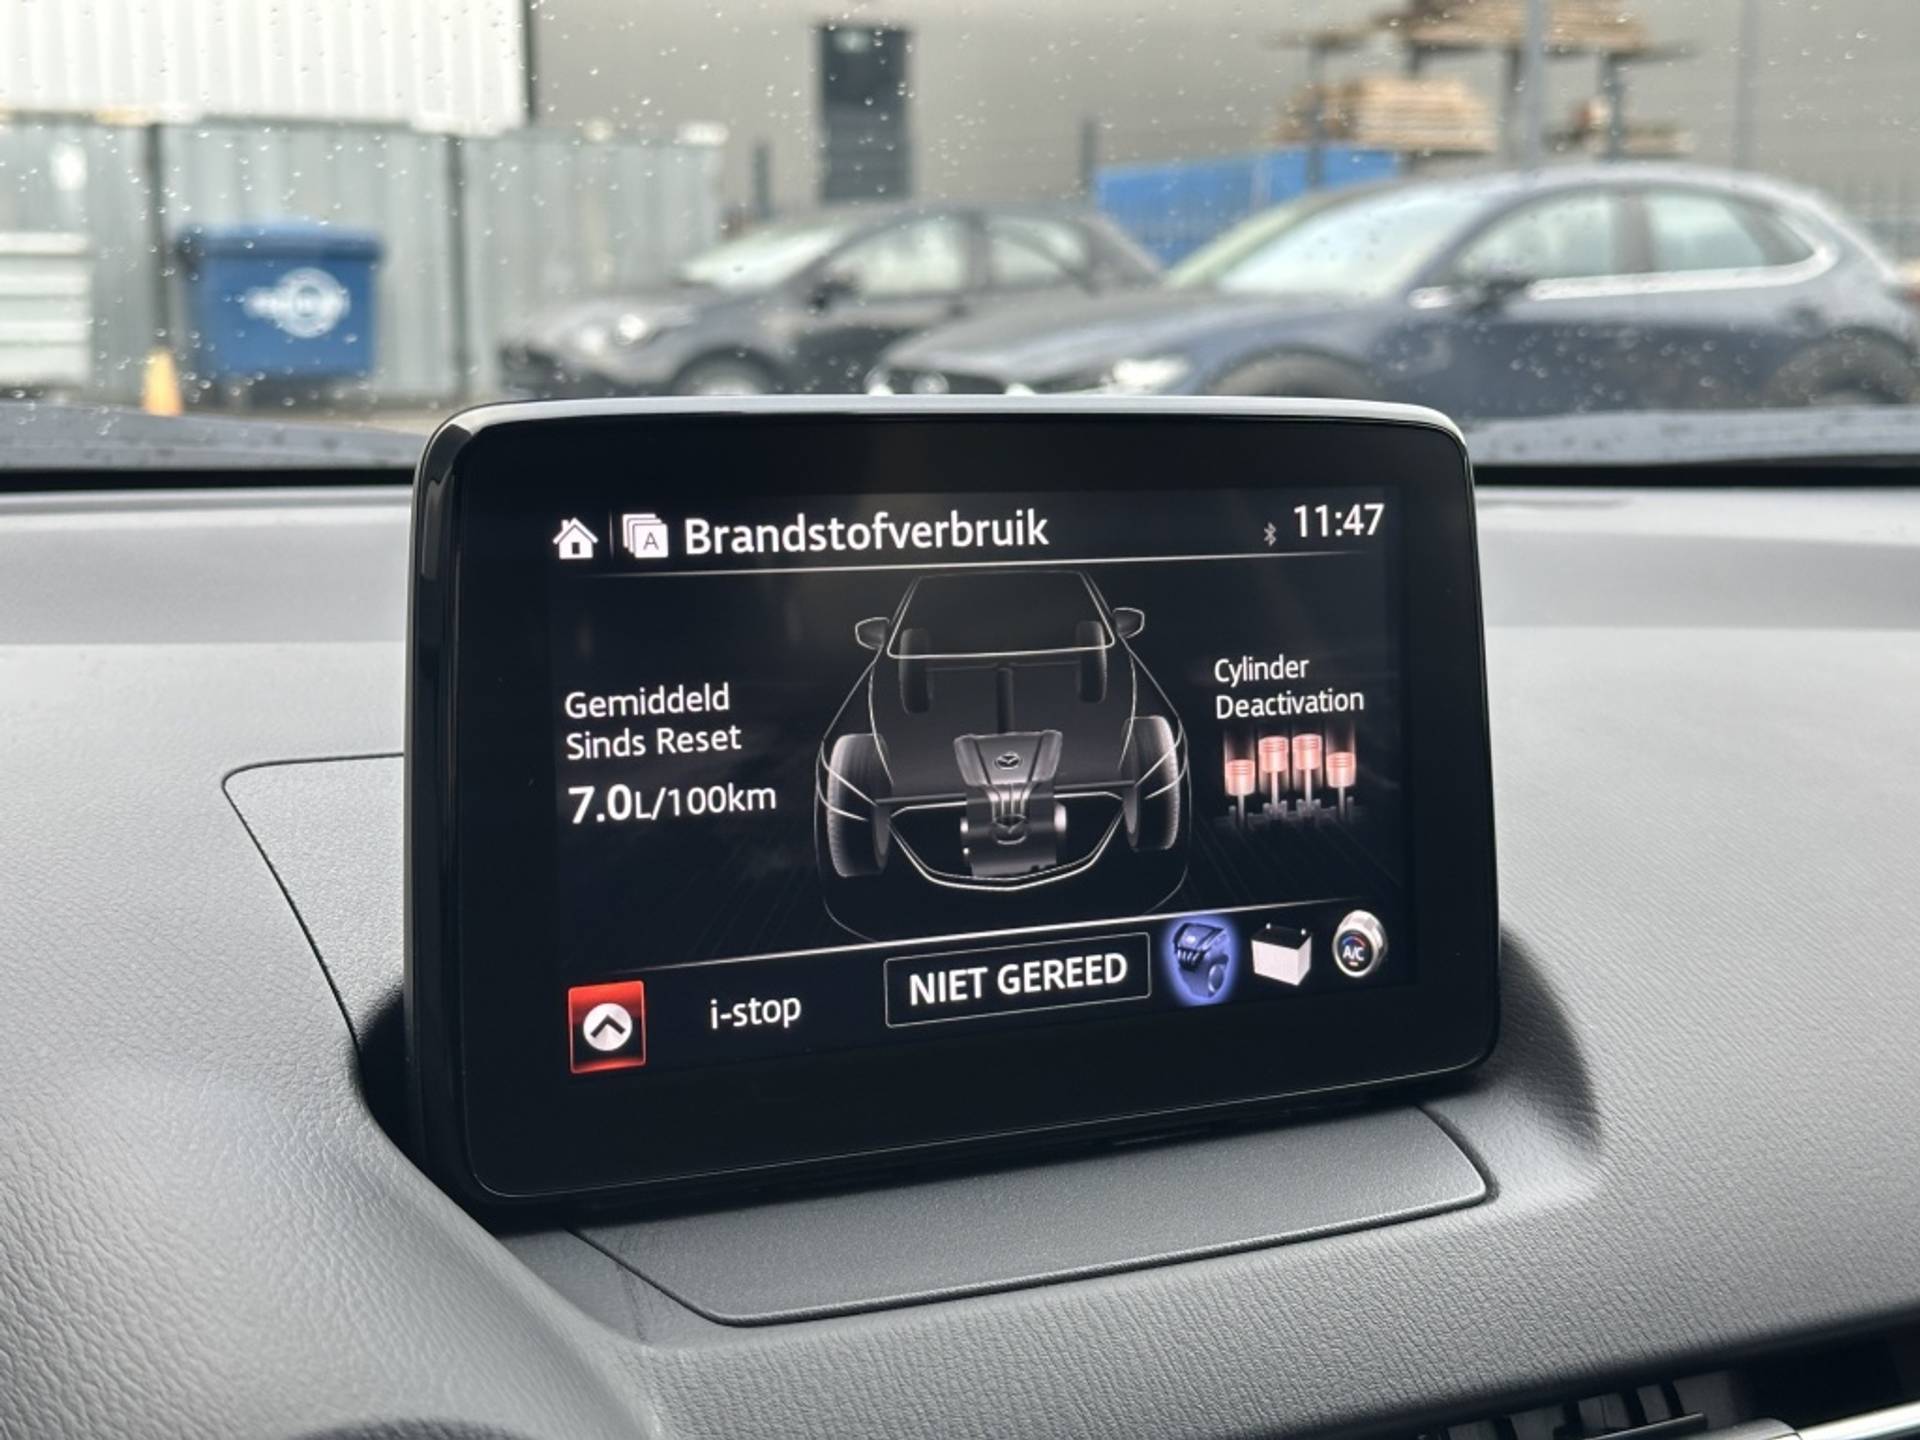 A
Brandstofverbruik
11:47
Gemiddeld
Sinds Reset
7.0L/100km
Cylinder
Deactivation
i-stop
NIET GEREED
A/C